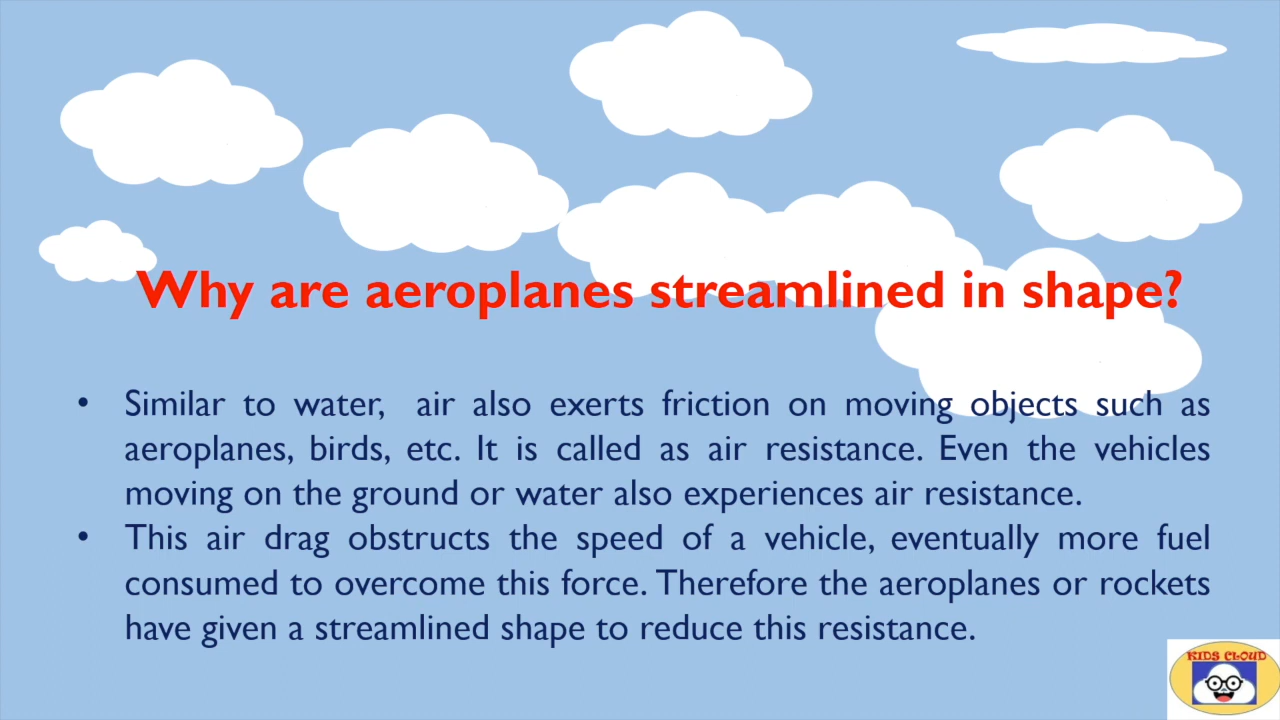 Why are aeroplanes streamlined in shape?
• Similar to water, air also exerts friction on moving objects such as
aeroplanes, birds, etc. It is called as air resistance. Even the vehicles
moving on the ground or water also experiences air resistance.
• This air drag obstructs the speed of a vehicle, eventually more fuel
consumed to overcome this force. Therefore the aeroplanes or rockets
have given a streamlined shape to reduce this resistance.
KIDS CLOUD